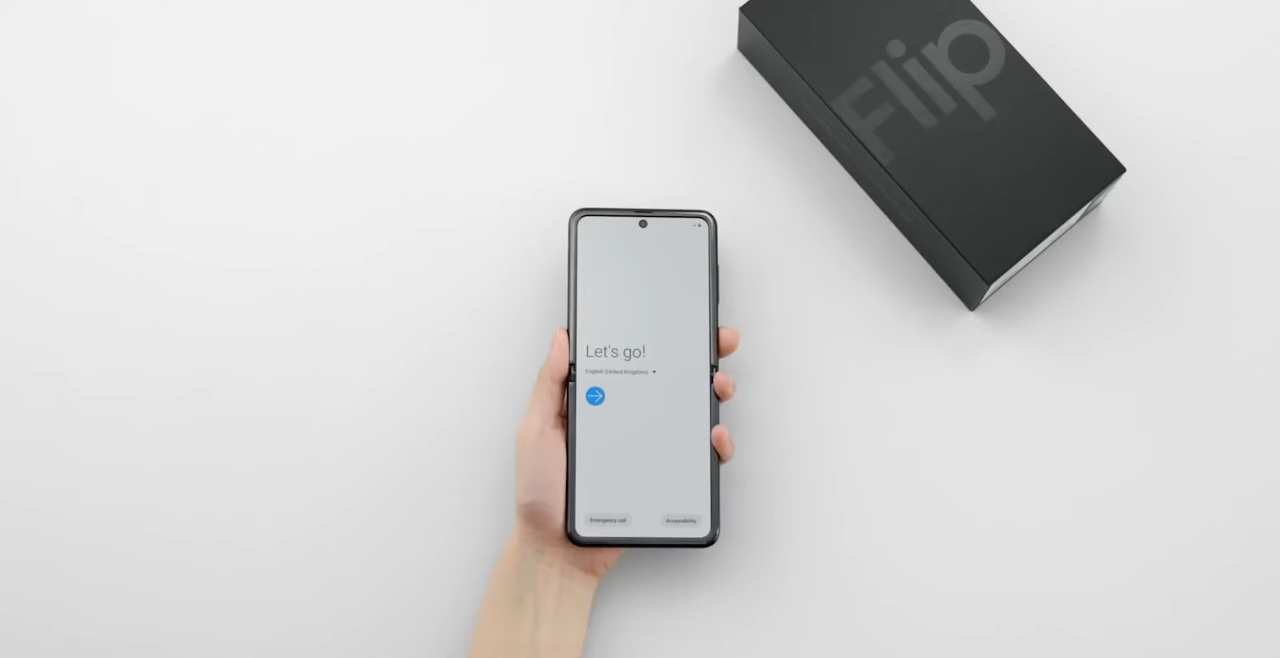 Flip
Let's go!
English (United Kingdom)
Emergency call
Accessibility